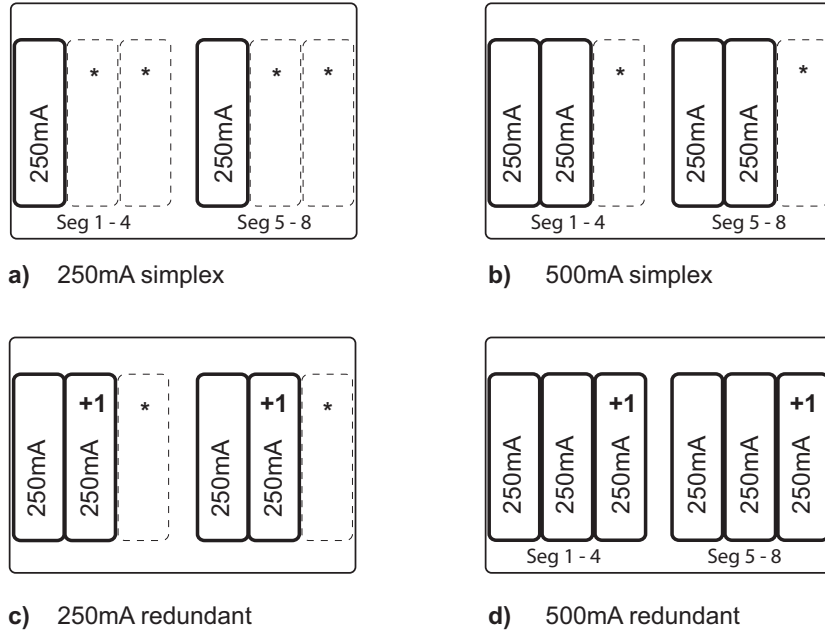 * * * *
250mA 250mA
Seg 1 - 4 Seg 5 - 8
a) 250mA simplex
* *
250mA 250mA 250mA 250mA
Seg 1 - 4 Seg 5 - 8
b) 500mA simplex
+1 * +1 *
250mA 250mA 250mA 250mA
c) 250mA redundant
+1 +1
250mA 250mA 250mA 250mA 250mA 250mA
Seg 1 - 4 Seg 5 - 8
d) 500mA redundant